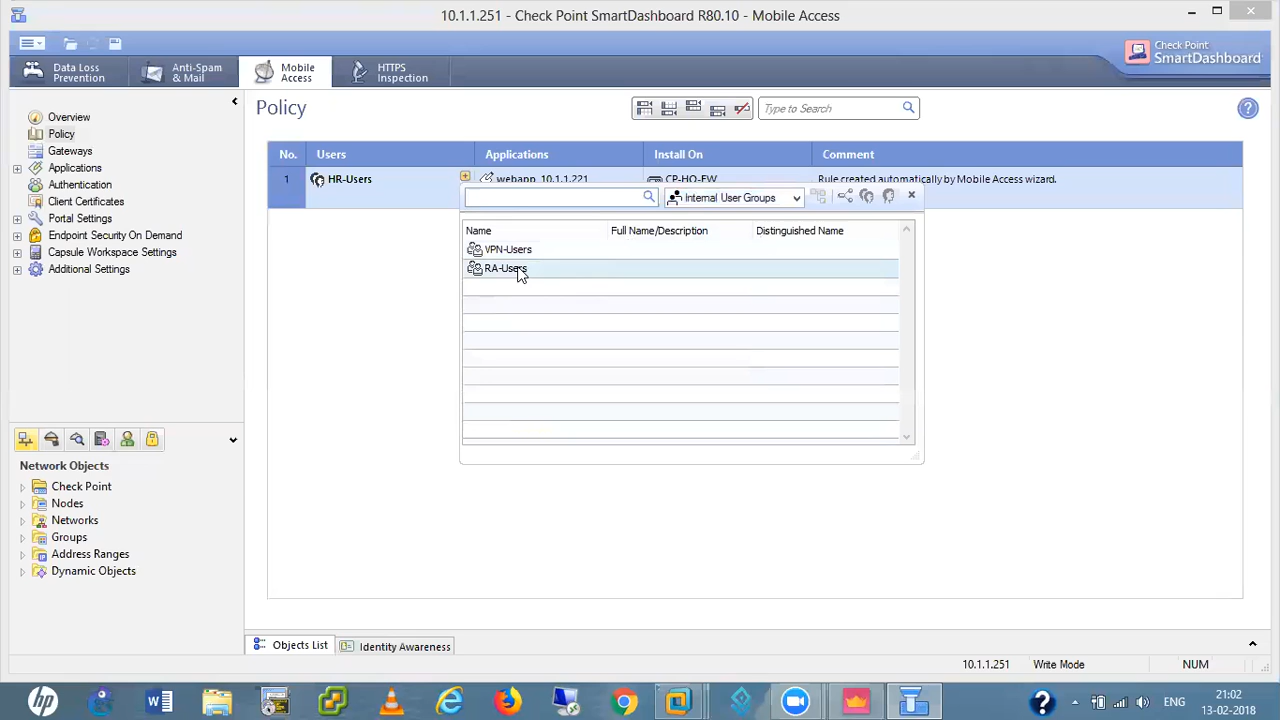 10.1.1.251 - Check Point SmartDashboard R80.10 - Mobile Access
Check Point
SmartDashboard
Data Loss
Prevention
Anti-Spam
& Mail
Mobile
Access
HTTPS
Inspection
Overview
Policy
Gateways
Applications
Authentication
Client Certificates
Portal Settings
Endpoint Security On Demand
Capsule Workspace Settings
Additional Settings
Policy
Type to Search
No. Users Applications Install On Comment
1 HR-Users webapp_10.1.1.221 CP-HO-FW Rule created automatically by Mobile Access wizard.
Internal User Groups
Name Full Name/Description Distinguished Name
VPN-Users
RA-Users
Network Objects
Check Point
Nodes
Networks
Groups
Address Ranges
Dynamic Objects
Objects List Identity Awareness
10.1.1.251 Write Mode NUM
ENG
21:02
13-02-2018